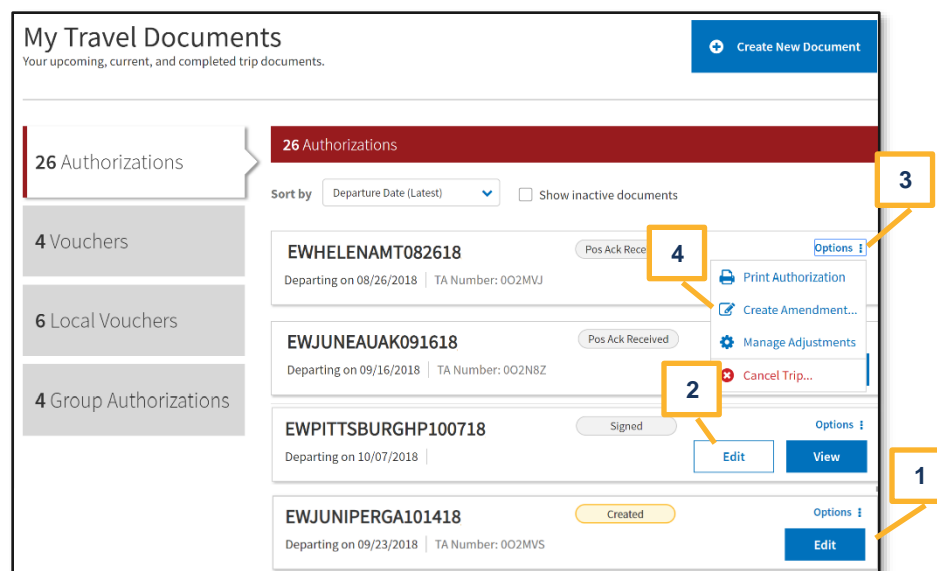 My Travel Documents
Your upcoming, current, and completed trip documents.
Create New Document
26 Authorizations
4 Vouchers
6 Local Vouchers
4 Group Authorizations
26 Authorizations
Sort by Departure Date (Latest) Show inactive documents
3
EWHELENAMT082618 Pos Ack Rece 4 Options
Departing on 08/26/2018 TA Number: 0O2MVJ
Print Authorization
Create Amendment...
Manage Adjustments
Cancel Trip...
EWJUNEAUAK091618 Pos Ack Received
Departing on 09/16/2018 TA Number: 0O2N8Z
2
EWPITTSBURGHP100718 Signed Options
Departing on 10/07/2018 Edit View
1
EWJUNIPERGA101418 Created Options
Departing on 09/23/2018 TA Number: 0O2MVS Edit